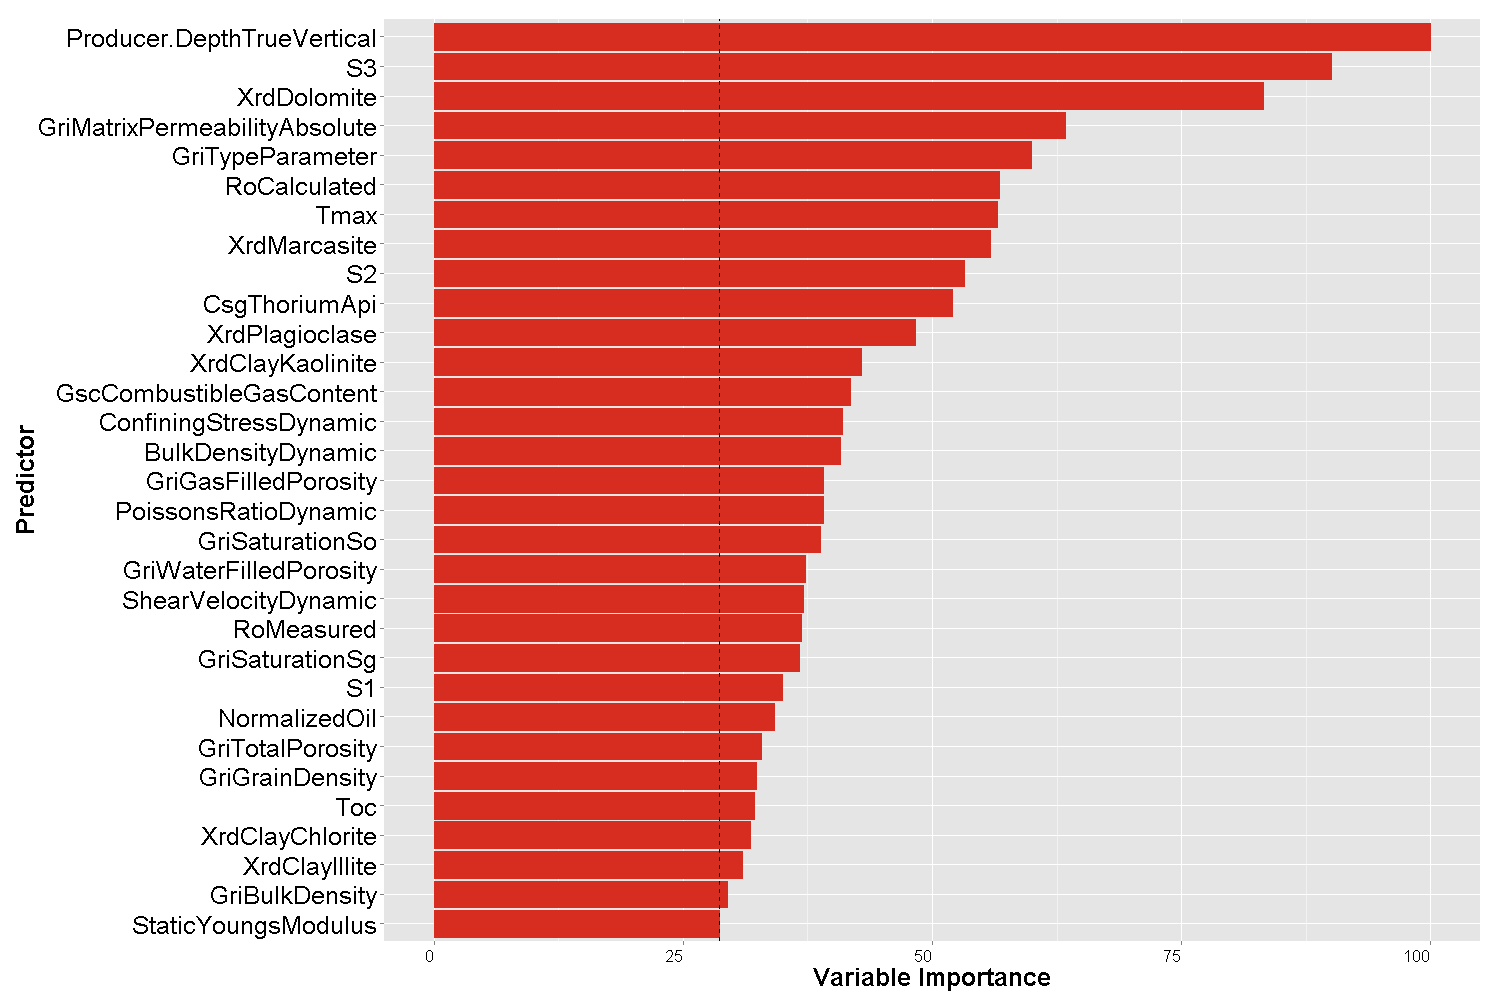 Producer.DepthTrueVertical
S3
XrdDolomite
GriMatrixPermeabilityAbsolute
GriTypeParameter
RoCalculated
Tmax
XrdMarcasite
S2
CsgThoriumApi
XrdPlagioclase
XrdClayKaolinite
GscCombustibleGasContent
ConfiningStressDynamic
BulkDensityDynamic
GriGasFilledPorosity
PoissonsRatioDynamic
GriSaturationSo
GriWaterFilledPorosity
ShearVelocityDynamic
RoMeasured
GriSaturationSg
S1
NormalizedOil
GriTotalPorosity
GriGrainDensity
Toc
XrdClayChlorite
XrdClayIllite
GriBulkDensity
StaticYoungsModulus
Predictor
0 25 50 75 100
Variable Importance